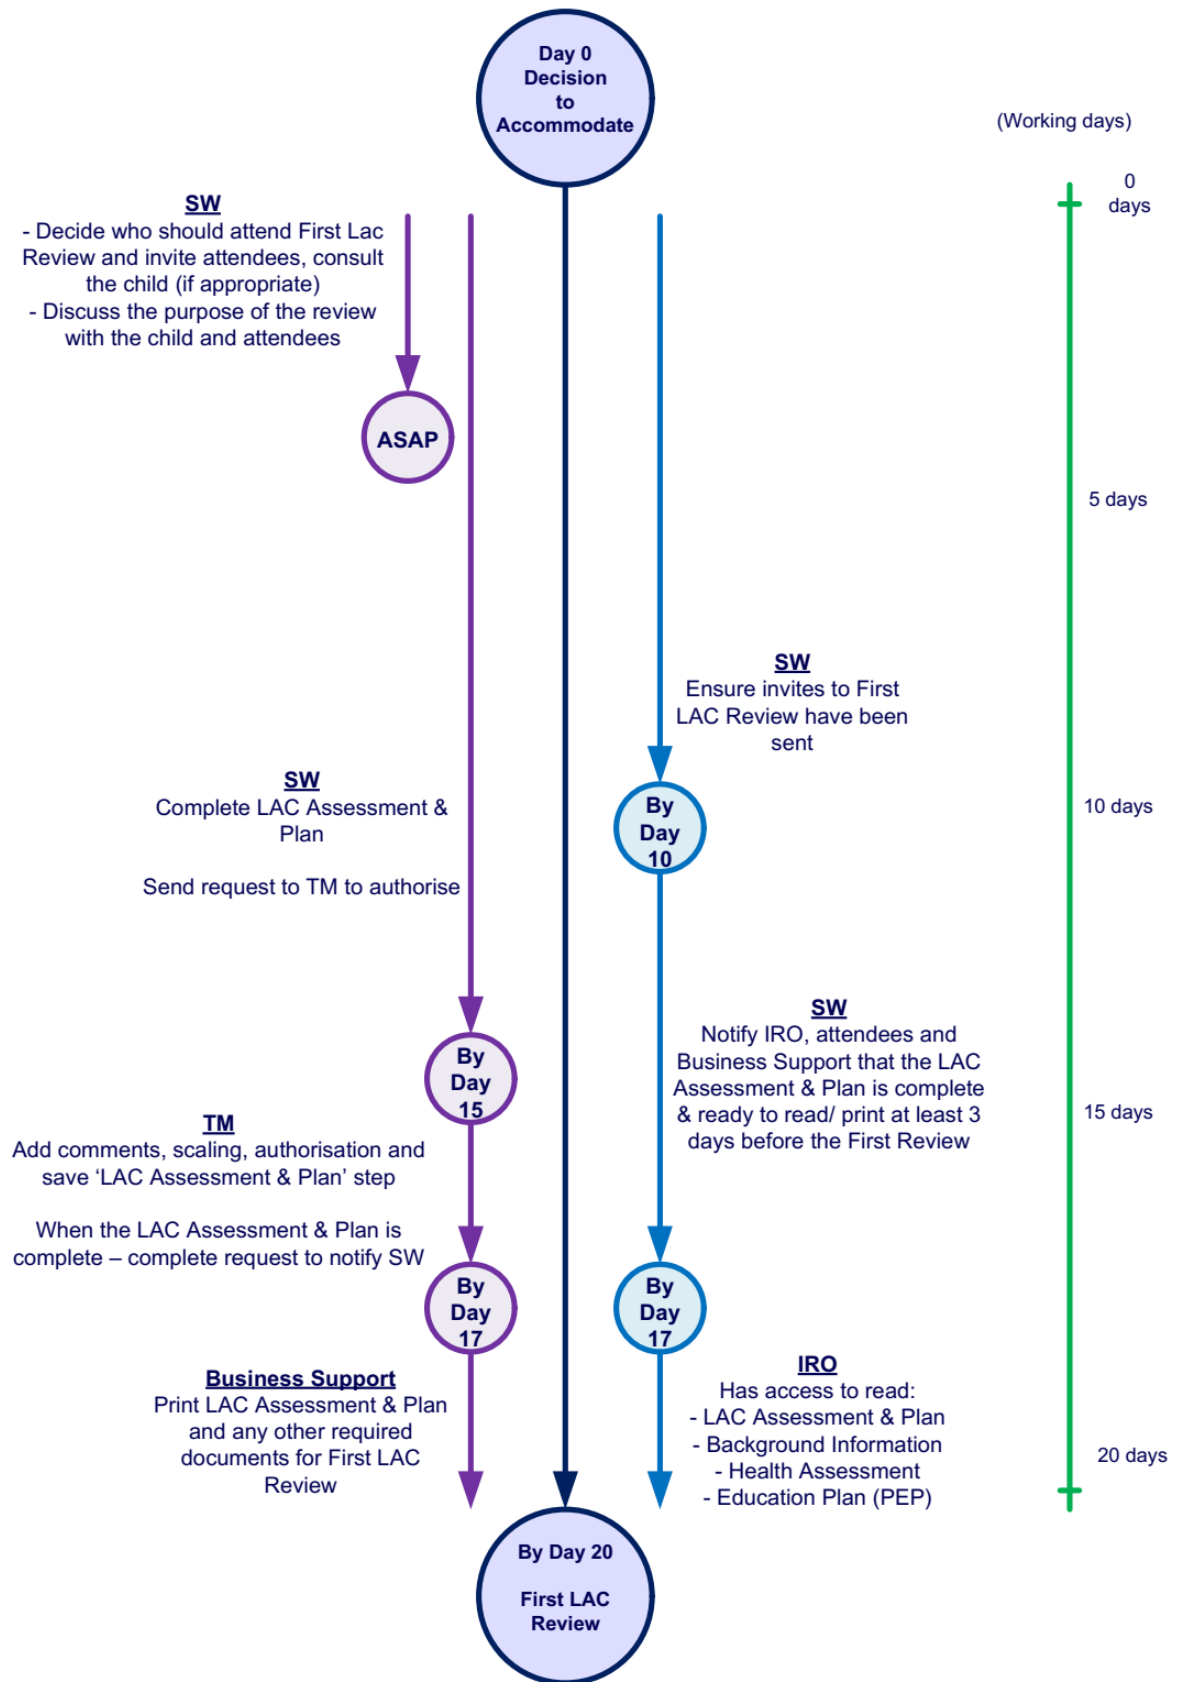 Day 0
Decision
to
Accommodate
(Working days)
0
days
SW
- Decide who should attend First Lac
Review and invite attendees, consult
the child (if appropriate)
- Discuss the purpose of the review
with the child and attendees
ASAP
5 days
SW
Ensure invites to First
LAC Review have been
sent
By
Day
10
10 days
SW
Complete LAC Assessment &
Plan
Send request to TM to authorise
By
Day
15
SW
Notify IRO, attendees and
Business Support that the LAC
Assessment & Plan is complete
& ready to read/ print at least 3
days before the First Review
15 days
TM
Add comments, scaling, authorisation and
save ‘LAC Assessment & Plan’ step
When the LAC Assessment & Plan is
complete – complete request to notify SW
By
Day
17
By
Day
17
Business Support
Print LAC Assessment & Plan
and any other required
documents for First LAC
Review
IRO
Has access to read:
- LAC Assessment & Plan
- Background Information
- Health Assessment
- Education Plan (PEP)
20 days
By Day 20
First LAC
Review